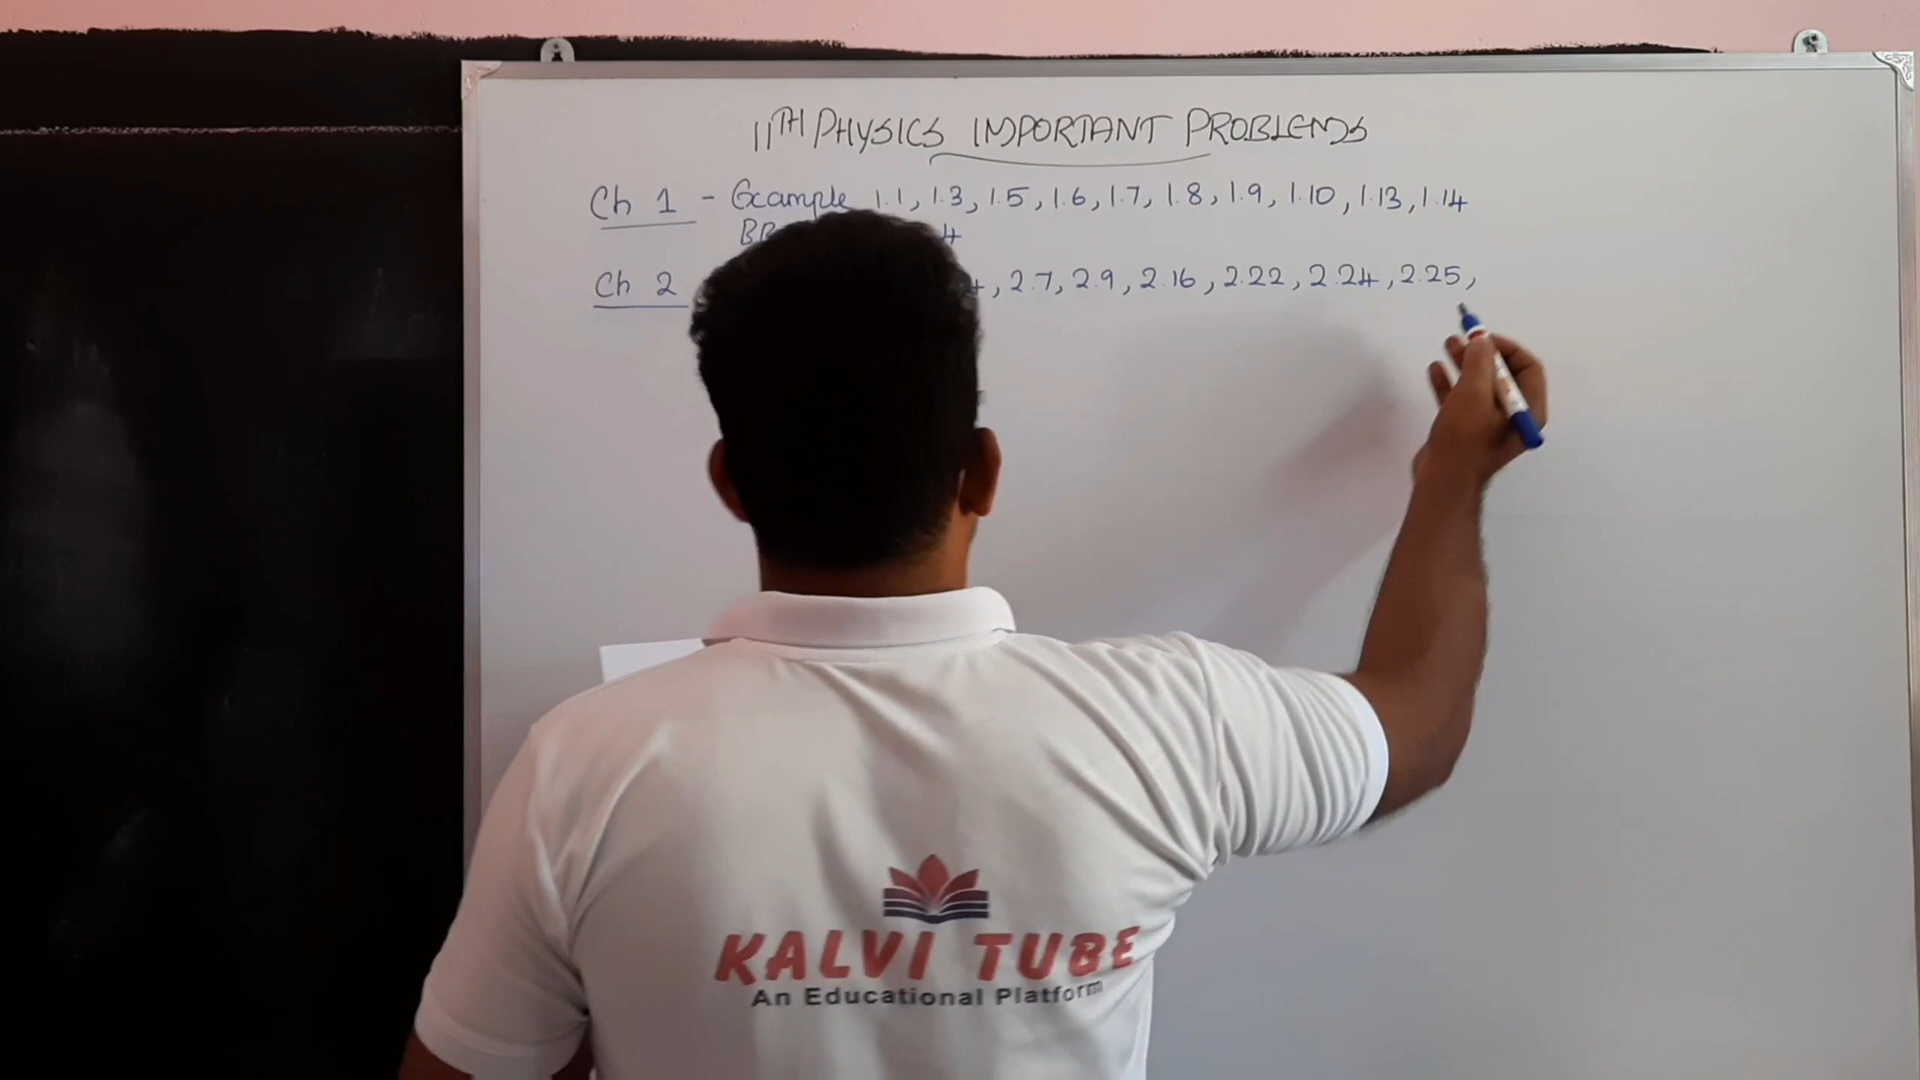 11TH PHYSICS IMPORTANT PROBLEMS
Ch 1 - Example 1.1, 1.3, 1.5, 1.6, 1.7, 1.8, 1.9, 1.10, 1.13, 1.14
Ch 2 , 2.7, 2.9, 2.16, 2.22, 2.24, 2.25,
KALVI TUBE
An Educational Platform